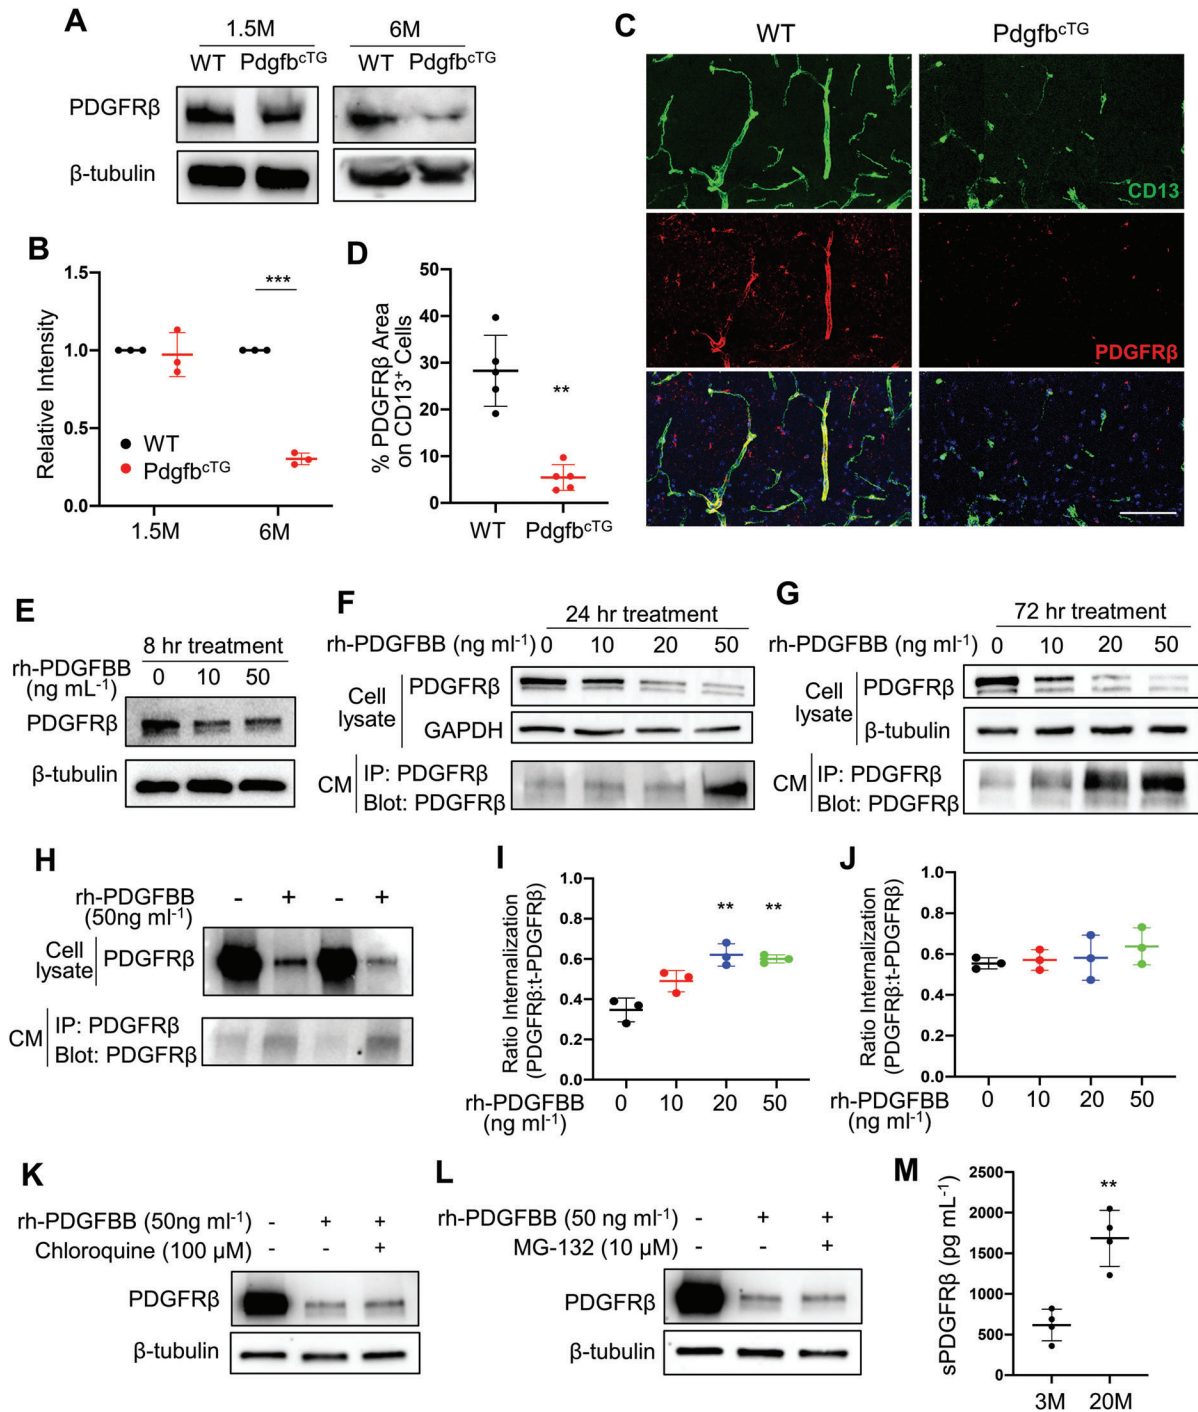 A
1.5M
6M
WT Pdgfbᶜᵀᴳ
WT Pdgfbᶜᵀᴳ
PDGFRβ
β-tubulin
B
Relative Intensity
1.5
1.0
0.5
0.0
***
WT
Pdgfbᶜᵀᴳ
1.5M
6M
D
% PDGFRβ Area
on CD13⁺ Cells
50
40
30
20
10
0
**
WT
Pdgfbᶜᵀᴳ
C
WT
Pdgfbᶜᵀᴳ
CD13
PDGFRβ
E
8 hr treatment
rh-PDGFBB
(ng mL⁻¹)
0 10 50
PDGFRβ
β-tubulin
F
24 hr treatment
rh-PDGFBB (ng ml⁻¹) 0 10 20 50
Cell
lysate
PDGFRβ
GAPDH
CM
IP: PDGFRβ
Blot: PDGFRβ
G
72 hr treatment
rh-PDGFBB (ng ml⁻¹) 0 10 20 50
Cell
lysate
PDGFRβ
β-tubulin
CM
IP: PDGFRβ
Blot: PDGFRβ
H
rh-PDGFBB
(50ng ml⁻¹)
- + - +
Cell
lysate
PDGFRβ
CM
IP: PDGFRβ
Blot: PDGFRβ
I
Ratio Internalization
(PDGFRβ:t-PDGFRβ)
1.0
0.8
0.6
0.4
0.2
0.0
** **
rh-PDGFBB
(ng ml⁻¹)
0 10 20 50
J
Ratio Internalization
(PDGFRβ:t-PDGFRβ)
1.0
0.8
0.6
0.4
0.2
0.0
rh-PDGFBB
(ng ml⁻¹)
0 10 20 50
K
rh-PDGFBB (50ng ml⁻¹) - + +
Chloroquine (100 µM) - - +
PDGFRβ
β-tubulin
L
rh-PDGFBB (50 ng ml⁻¹) - + +
MG-132 (10 µM) - - +
PDGFRβ
β-tubulin
M
sPDGFRβ (pg mL⁻¹)
2500
2000
1500
1000
500
0
**
3M 20M